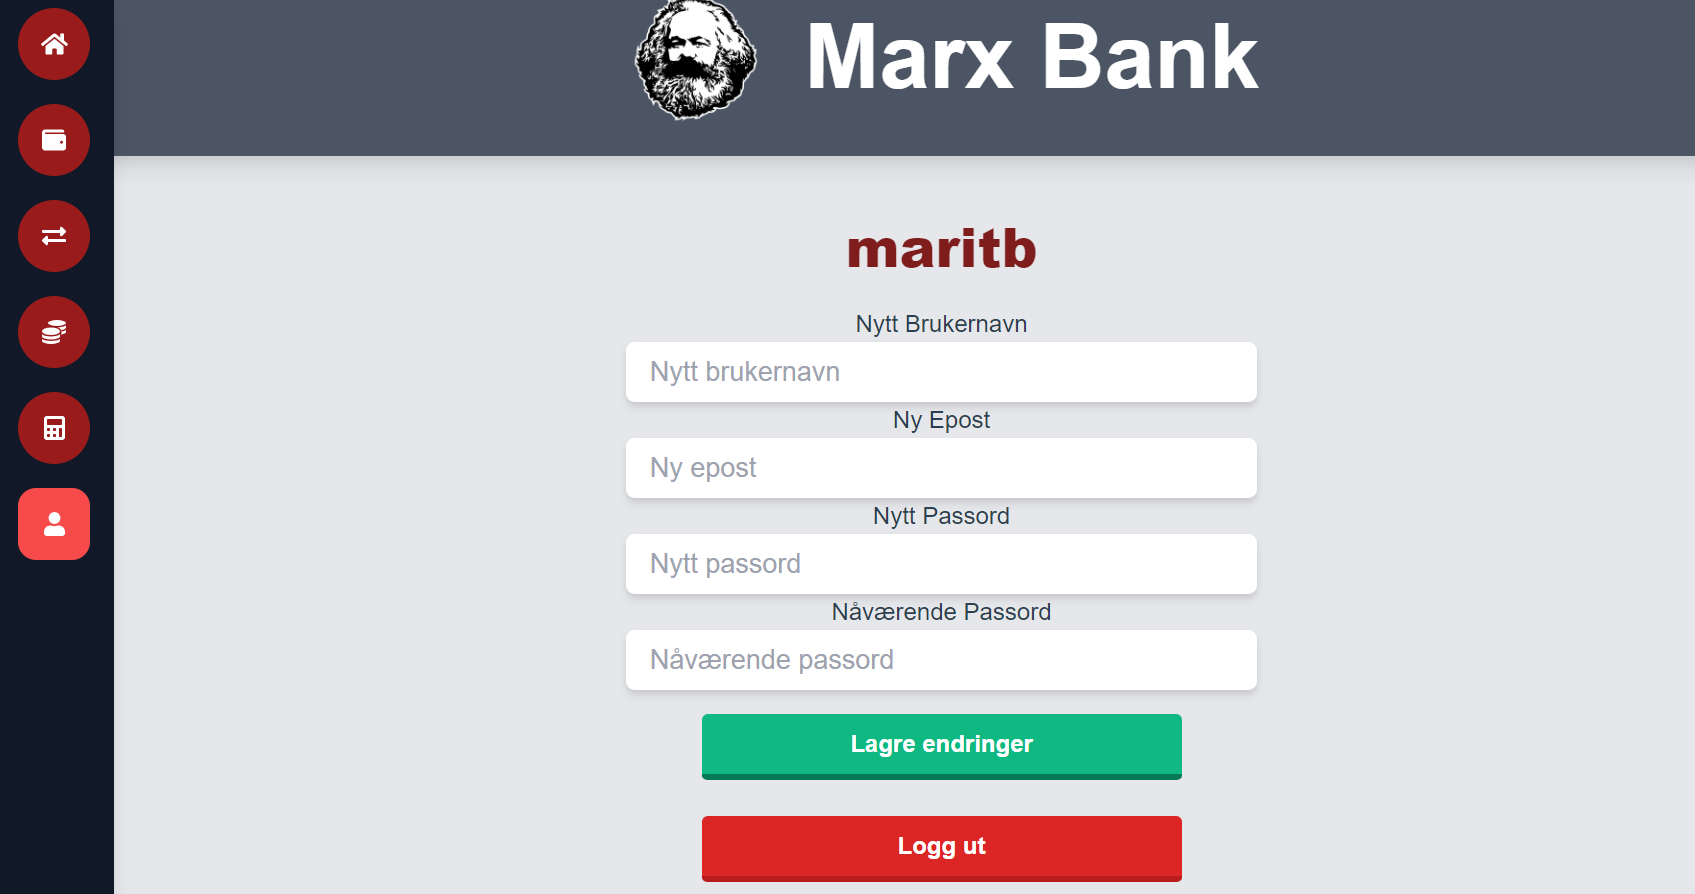 Marx Bank
maritb
Nytt Brukernavn
Nytt brukernavn
Ny Epost
Ny epost
Nytt Passord
Nytt passord
Nåværende Passord
Nåværende passord
Lagre endringer
Logg ut